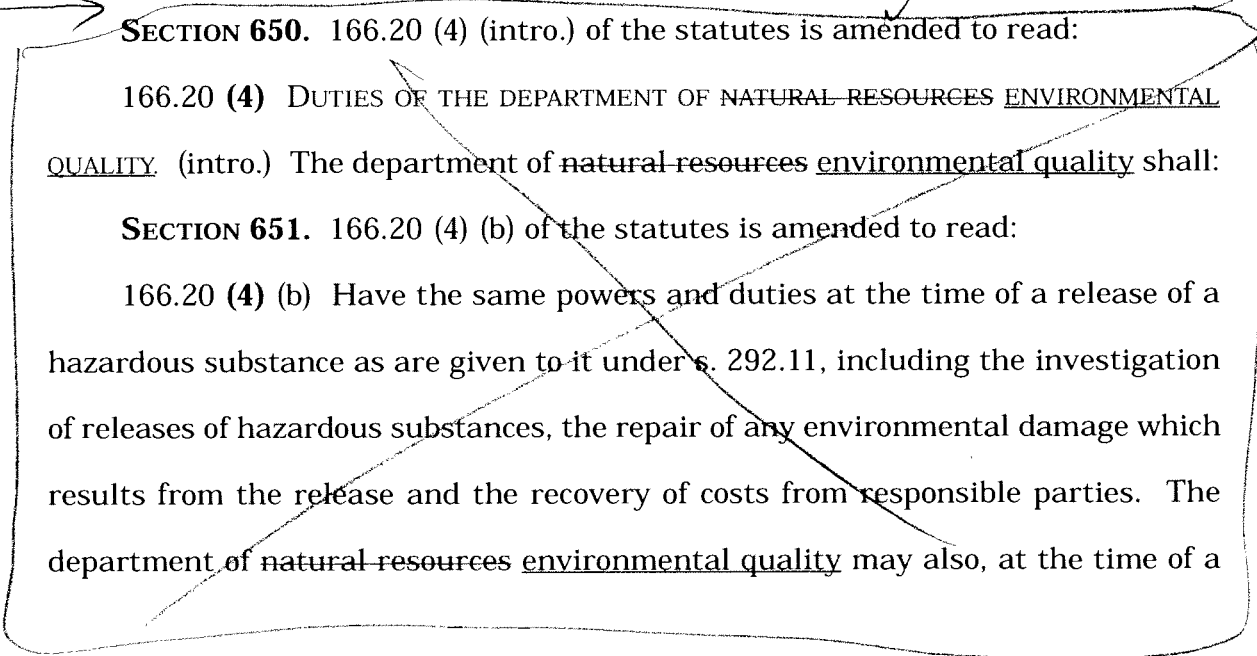 SECTION 650. 166.20 (4) (intro.) of the statutes is amended to read:
166.20 (4) DUTIES OF THE DEPARTMENT OF NATURAL RESOURCES ENVIRONMENTAL
QUALITY. (intro.) The department of natural resources environmental quality shall:
SECTION 651. 166.20 (4) (b) of the statutes is amended to read:
166.20 (4) (b) Have the same powers and duties at the time of a release of a
hazardous substance as are given to it under s. 292.11, including the investigation
of releases of hazardous substances, the repair of any environmental damage which
results from the release and the recovery of costs from responsible parties. The
department of natural resources environmental quality may also, at the time of a